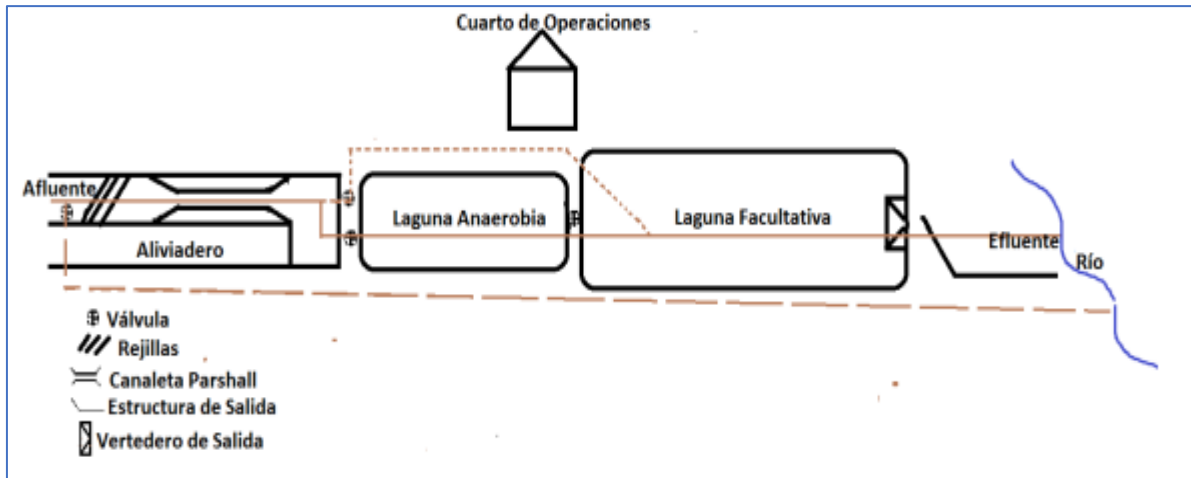 Cuarto de Operaciones
Afluente
Laguna Anaerobia
Laguna Facultativa
Aliviadero
Efluente
Río
Válvula
Rejillas
Canaleta Parshall
Estructura de Salida
Vertedero de Salida